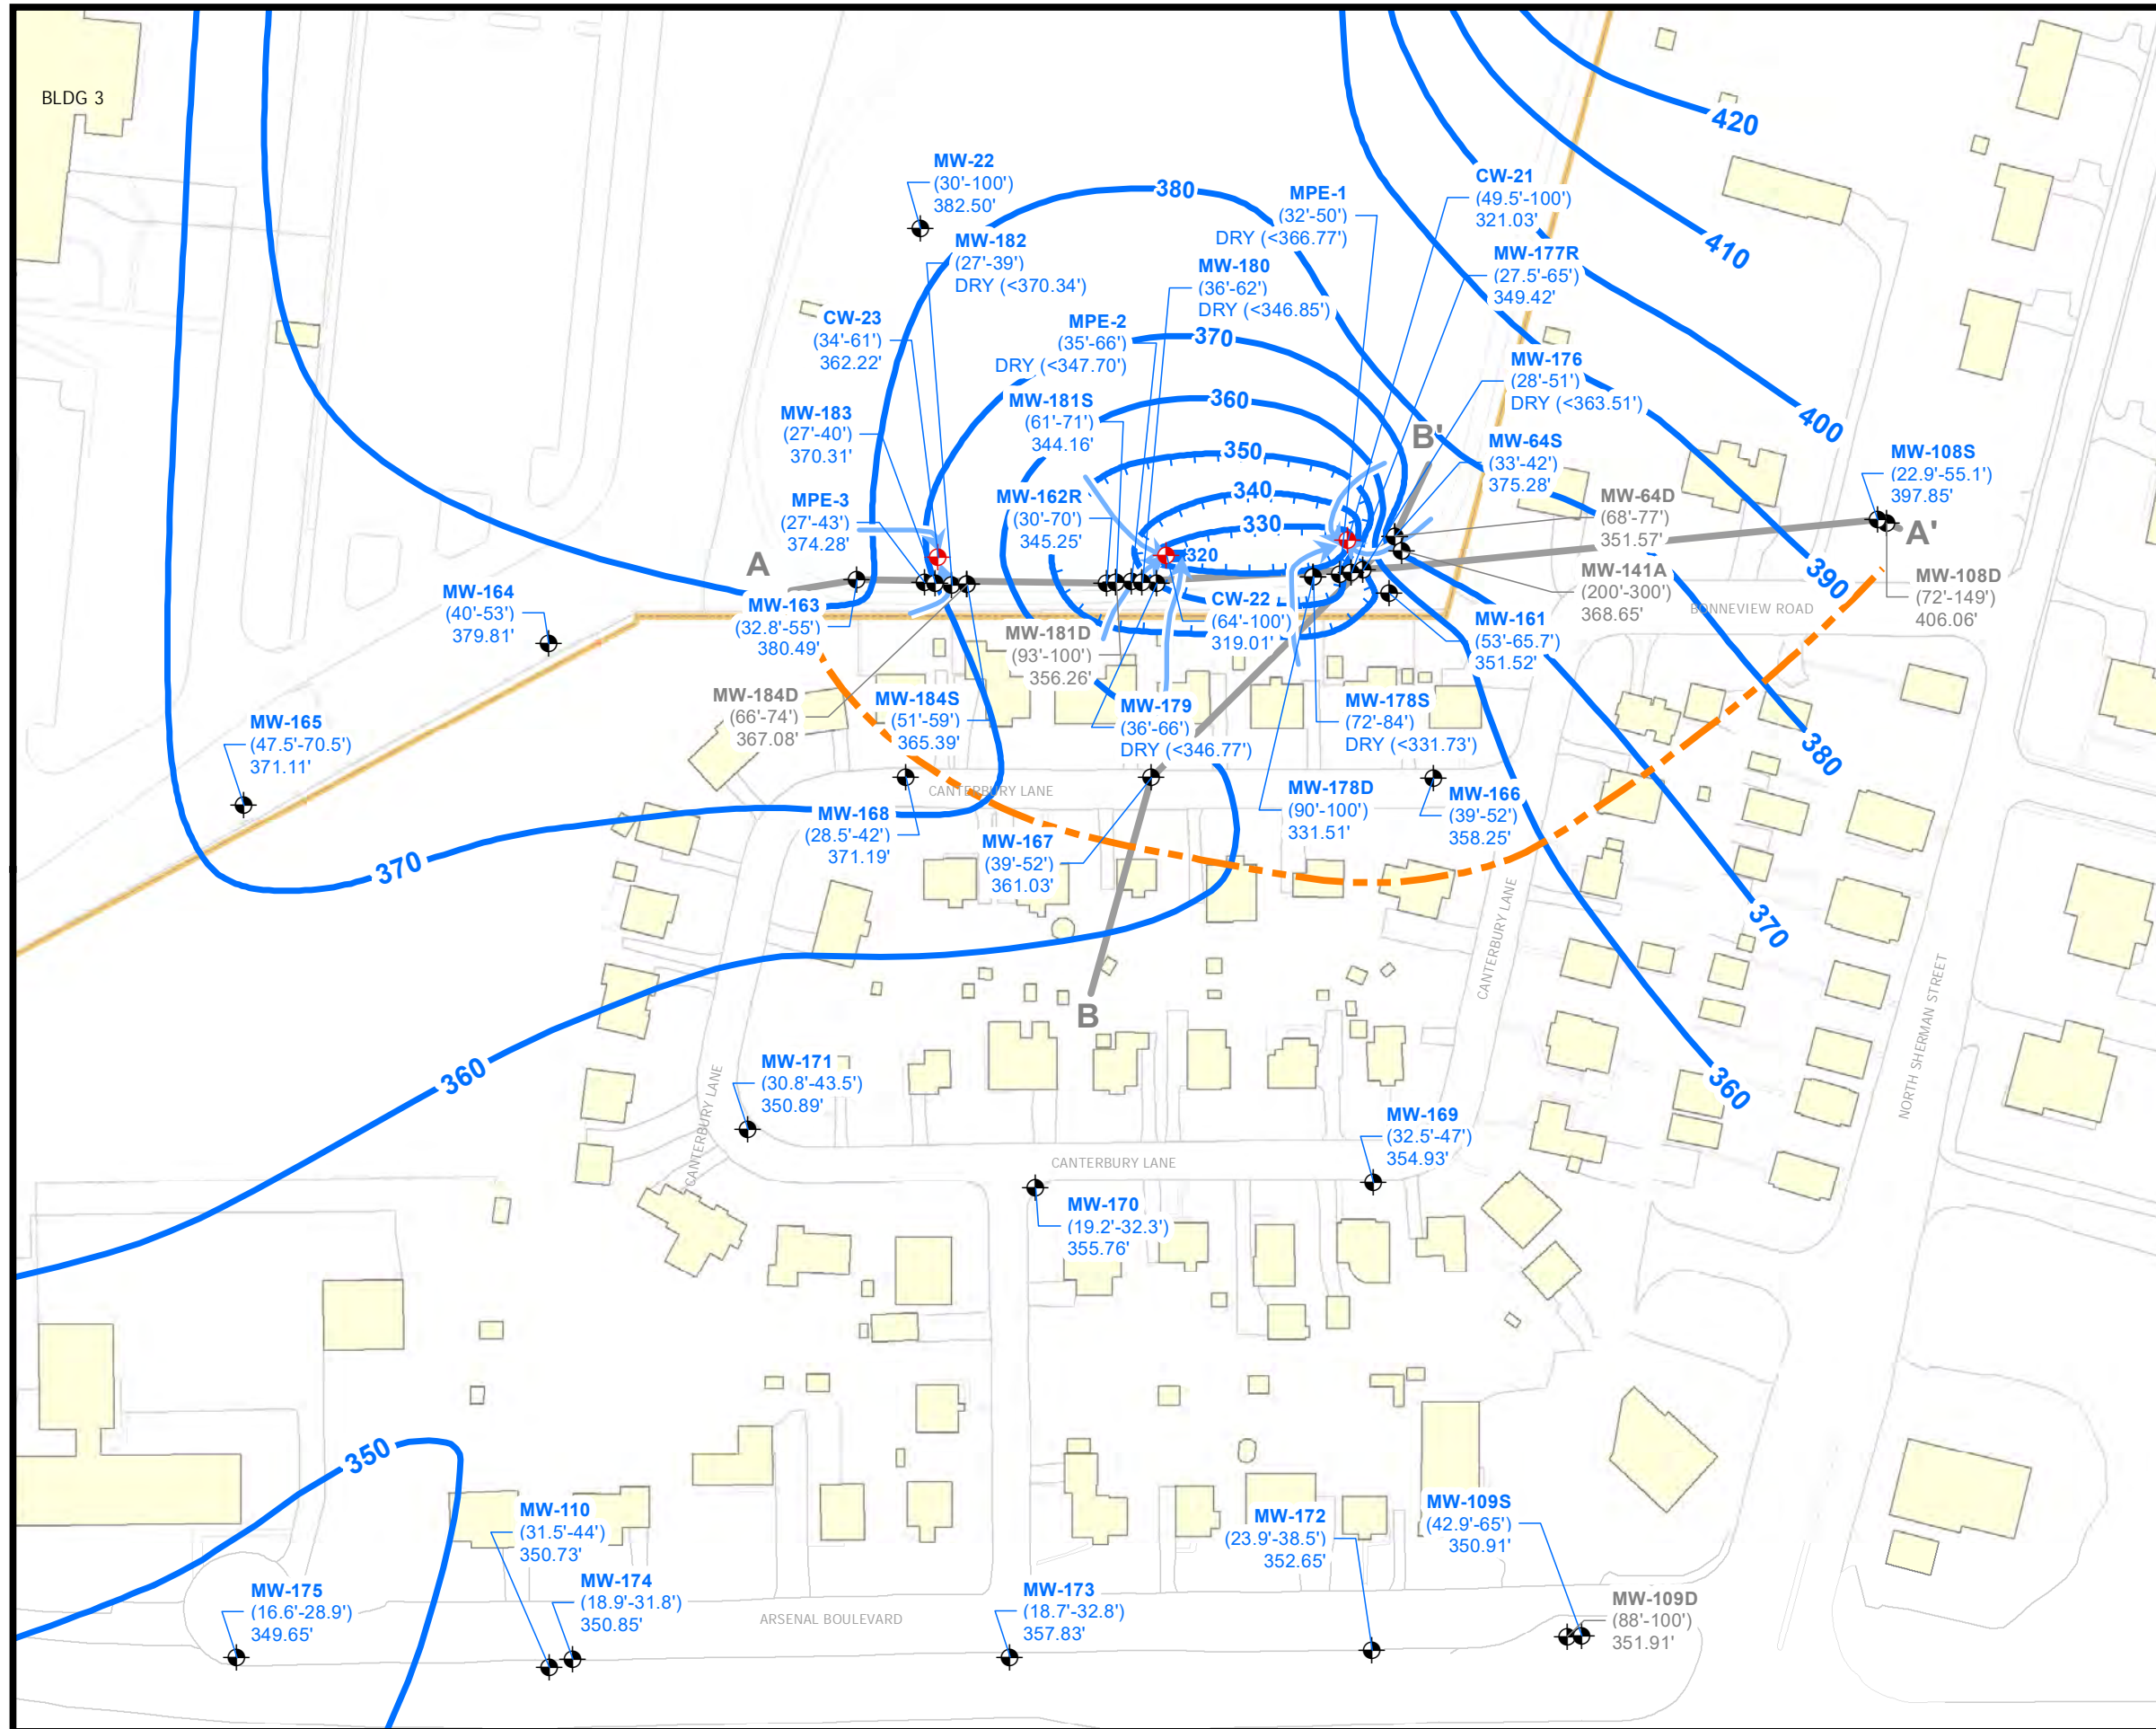 BLDG 3
420
MW-22
(30'-100')
382.50'
380
MPE-1
(32'-50')
DRY (<366.77')
CW-21
(49.5'-100')
321.03'
410
MW-182
(27'-39')
DRY (<370.34')
MW-180
(36'-62')
DRY (<346.85')
MW-177R
(27.5'-65')
349.42'
CW-23
(34'-61')
362.22'
MPE-2
(35'-66')
DRY (<347.70')
370
MW-176
(28'-51')
DRY (<363.51')
400
MW-183
(27'-40')
370.31'
MW-181S
(61'-71')
344.16'
360
B'
MW-64S
(33'-42')
375.28'
MW-108S
(22.9'-55.1')
397.85'
350
MPE-3
(27'-43')
374.28'
MW-162R
(30'-70')
345.25'
340
330
320
MW-64D
(68'-77')
351.57'
A'
A
MW-164
(40'-53')
379.81'
MW-163
(32.8'-55')
380.49'
MW-181D
(93'-100')
356.26'
CW-22
(64'-100')
319.01'
MW-161
(53'-65.7')
351.52'
MW-141A
(200'-300')
368.65'
BONNEVIEW ROAD
390
MW-108D
(72'-149')
406.06'
MW-184D
(66'-74')
367.08'
MW-184S
(51'-59')
365.39'
MW-179
(36'-66')
DRY (<346.77')
MW-178S
(72'-84')
DRY (<331.73')
380
MW-165
(47.5'-70.5')
371.11'
CANTERBURY LANE
MW-168
(28.5'-42')
371.19'
MW-167
(39'-52')
361.03'
MW-178D
(90'-100')
331.51'
MW-166
(39'-52')
358.25'
370
370
CANTERBURY LANE
B
NORTH SHERMAN STREET
360
360
MW-171
(30.8'-43.5')
350.89'
CANTERBURY LANE
CANTERBURY LANE
MW-169
(32.5'-47')
354.93'
MW-170
(19.2'-32.3')
355.76'
350
MW-110
(31.5'-44')
350.73'
MW-172
(23.9'-38.5')
352.65'
MW-109S
(42.9'-65')
350.91'
MW-175
(16.6'-28.9')
349.65'
MW-174
(18.9'-31.8')
350.85'
ARSENAL BOULEVARD
MW-173
(18.7'-32.8')
357.83'
MW-109D
(88'-100')
351.91'